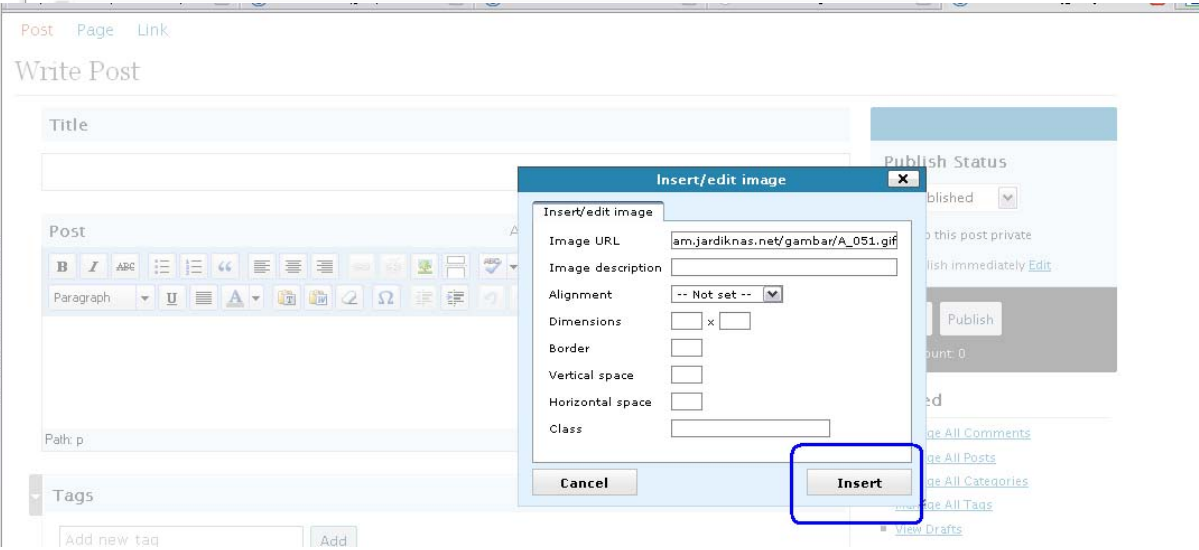 Post Page Link
Write Post
Title
Publish Status
Insert/edit image
Insert/edit image
Image URL am.jardiknas.net/gambar/A_051.gif
Image description
Alignment -- Not set --
Dimensions x
Border
Vertical space
Horizontal space
Class
Cancel Insert
Post
B I ABC
Paragraph U A
Path: p
blished
this post private
lish immediately Edit
Publish
ount: 0
ed
ge All Comments
ge All Posts
ge All Categories
Manage All Tags
View Drafts
Tags
Add new tag Add